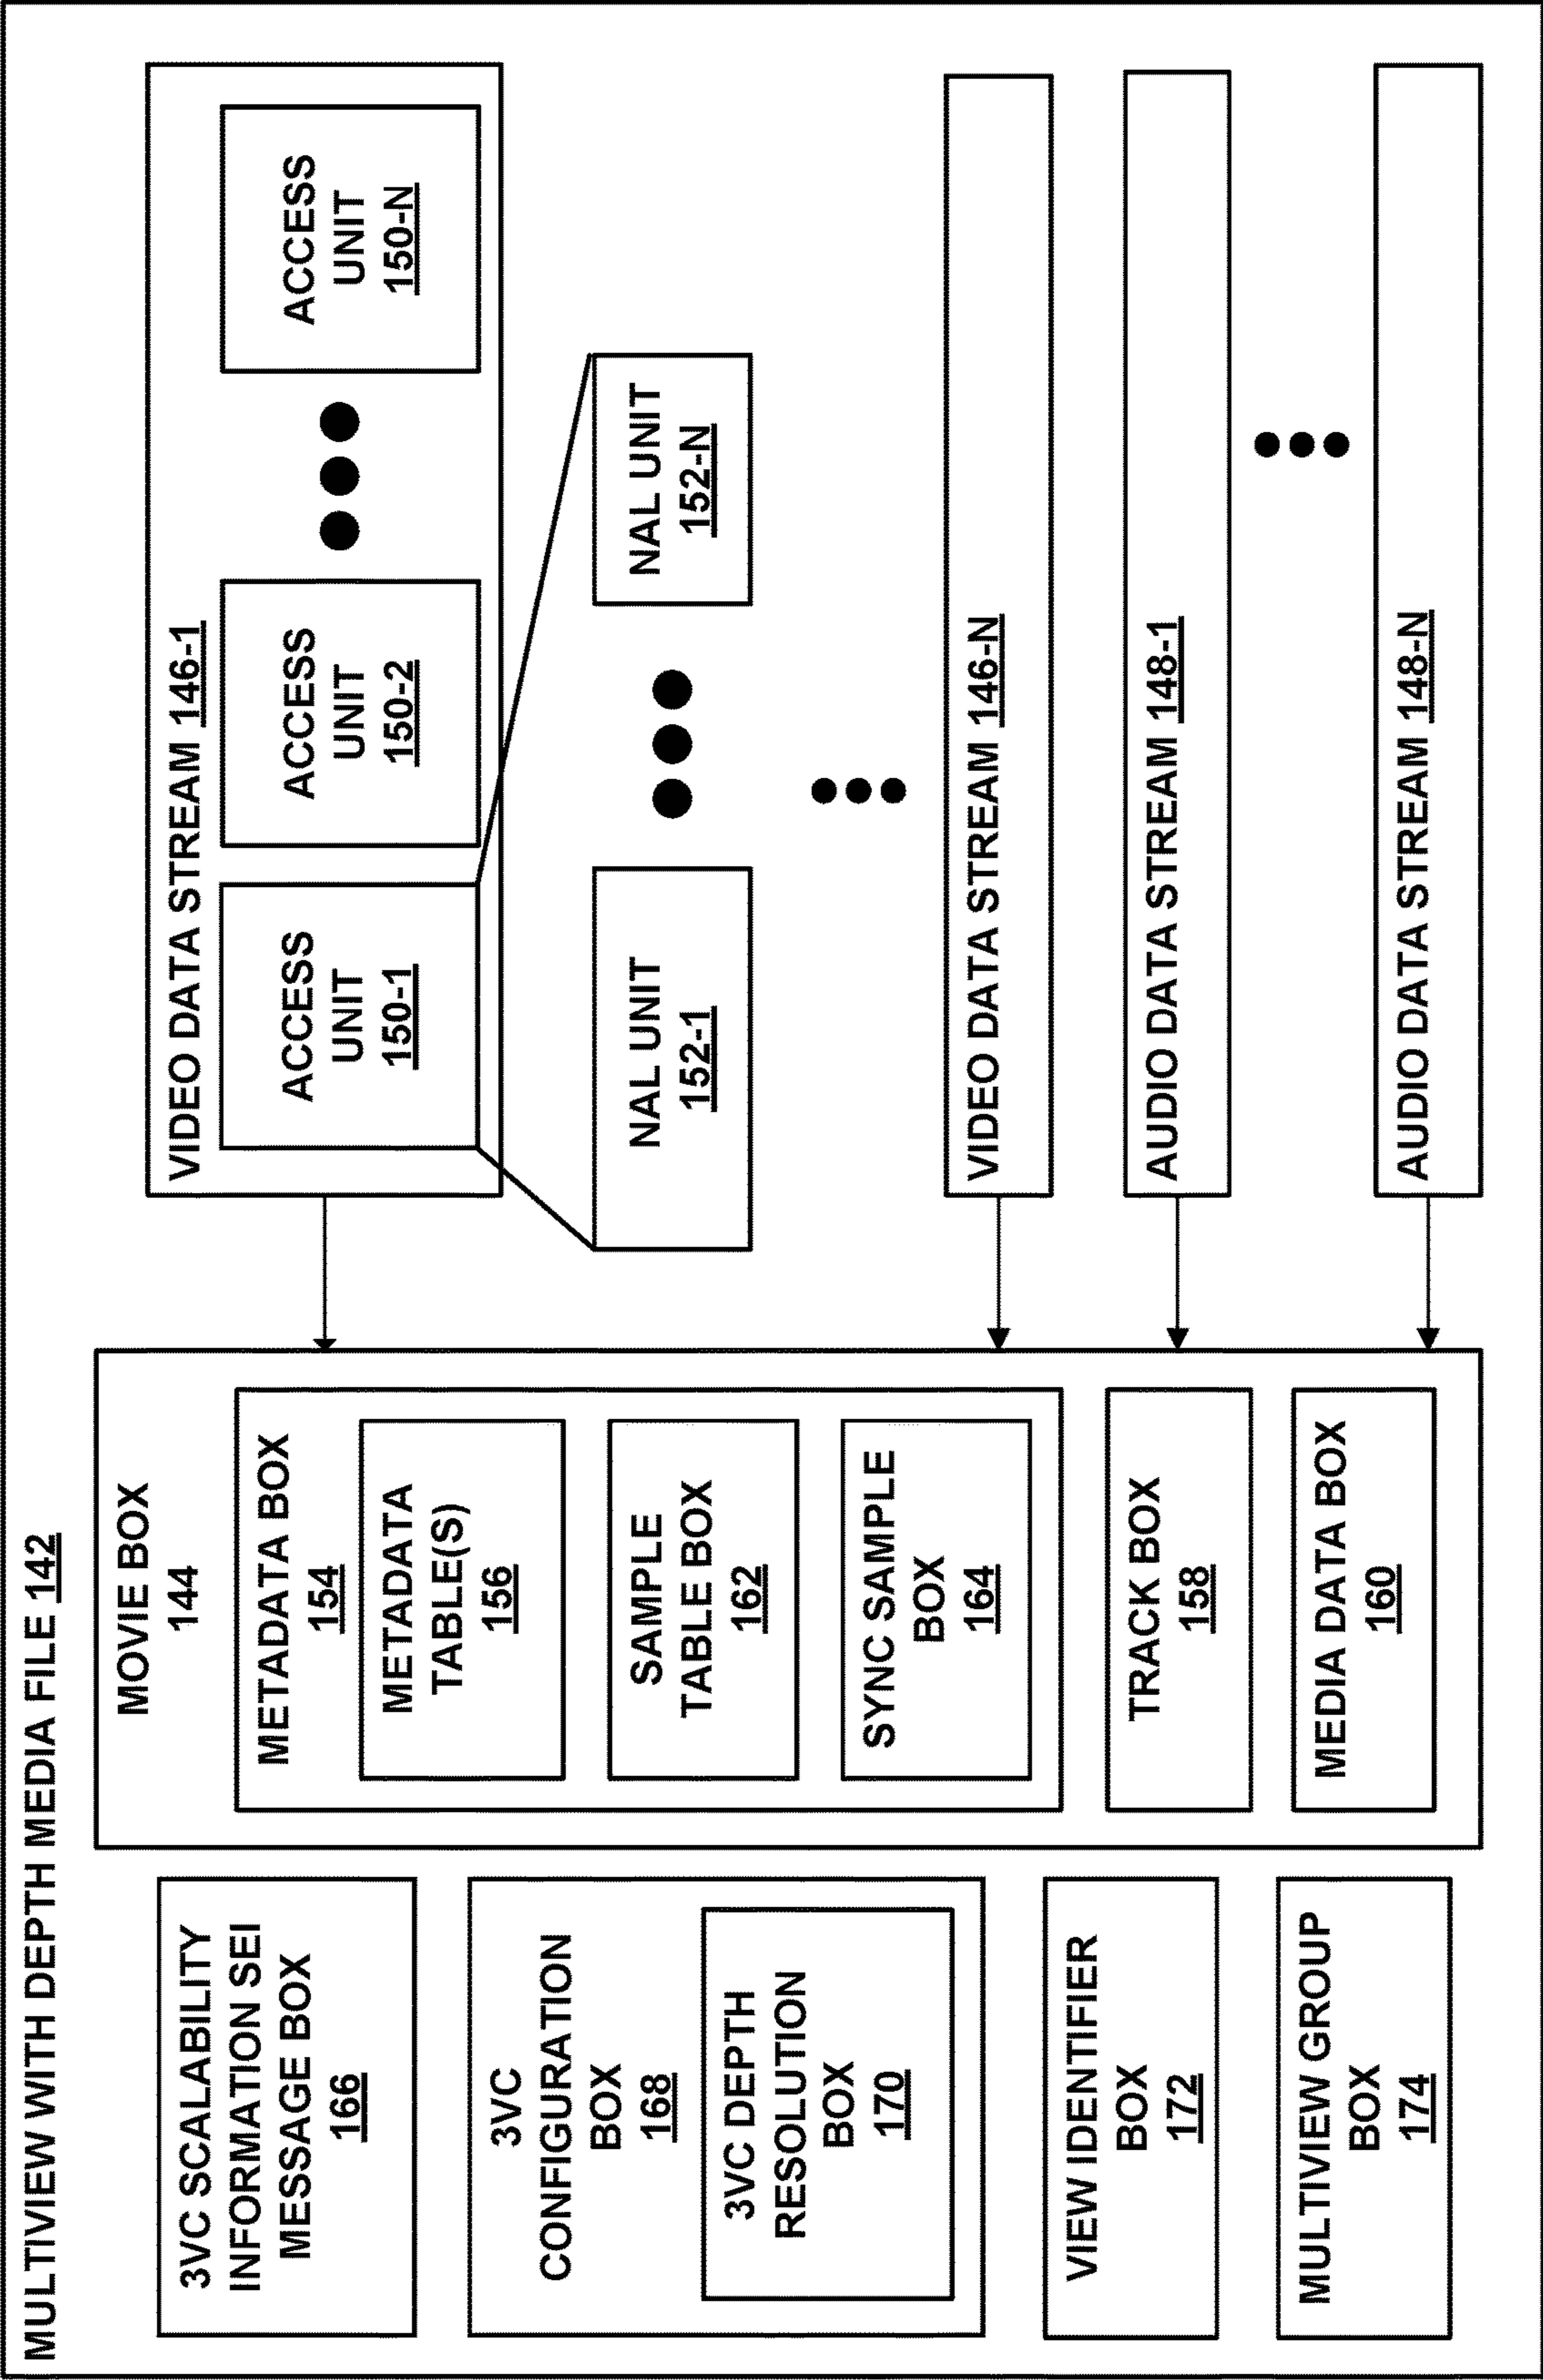 MULTIVIEW WITH DEPTH MEDIA FILE 142
3VC SCALABILITY
INFORMATION SEI
MESSAGE BOX
166
3VC
CONFIGURATION
BOX 168
3VC DEPTH
RESOLUTION
BOX
170
VIEW IDENTIFIER
BOX
172
MULTIVIEW GROUP
BOX
174
MOVIE BOX
144
METADATA BOX
154
METADATA
TABLE(S)
156
SAMPLE
TABLE BOX
162
SYNC SAMPLE
BOX
164
TRACK BOX
158
MEDIA DATA BOX
160
VIDEO DATA STREAM 146-1
ACCESS
UNIT
150-1
ACCESS
UNIT
150-2
ACCESS
UNIT
150-N
NAL UNIT
152-1
NAL UNIT
152-N
VIDEO DATA STREAM 146-N
AUDIO DATA STREAM 148-1
AUDIO DATA STREAM 148-N